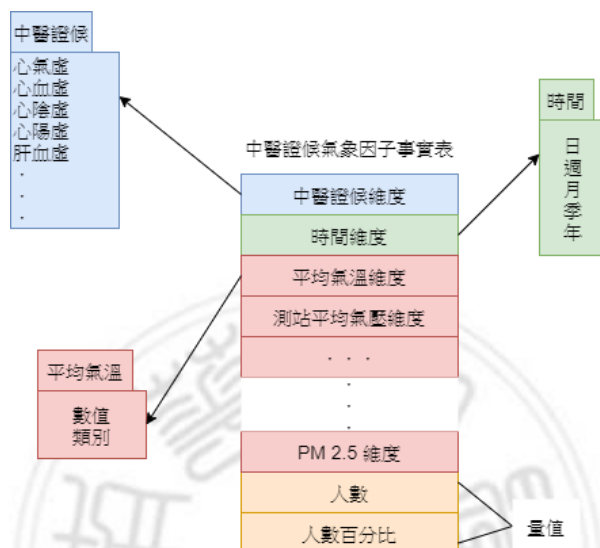 中醫證候
心氣虛
心血虛
心陰虛
心陽虛
肝血虛
.
.
.
時間
日
週
月
季
年
中醫證候氣象因子事實表
中醫證候維度
時間維度
平均氣溫維度
測站平均氣壓維度
. . .
.
.
.
PM 2.5 維度
人數
人數百分比
平均氣溫
數值
類別
量值